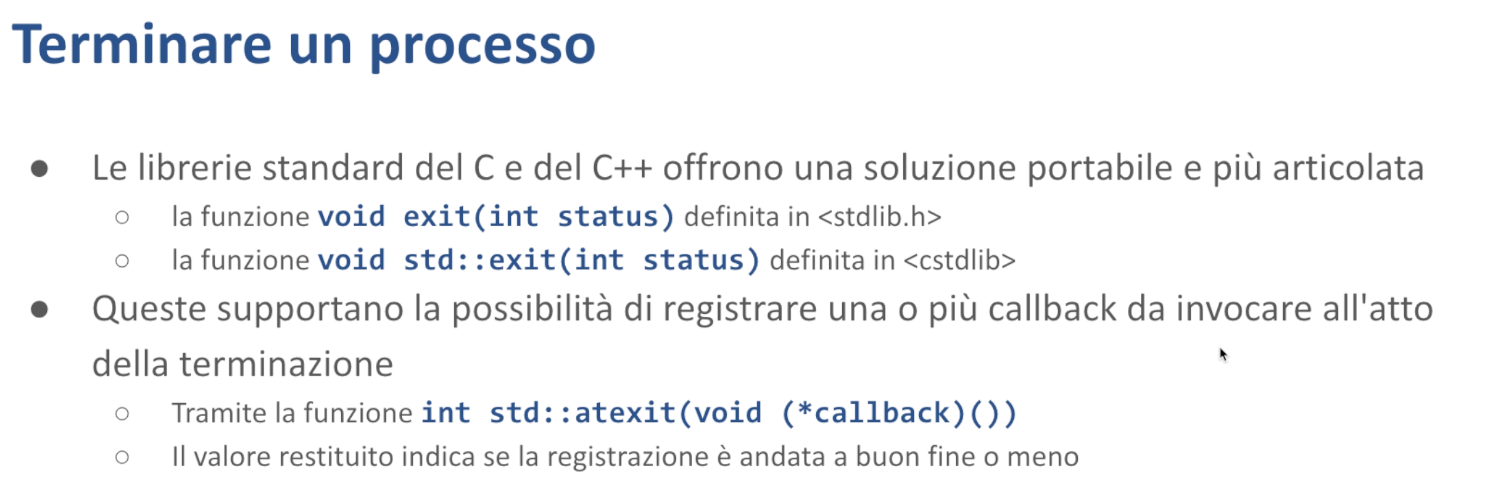 Terminare un processo
● Le librerie standard del C e del C++ offrono una soluzione portabile e più articolata
○ la funzione void exit(int status) definita in <stdlib.h>
○ la funzione void std::exit(int status) definita in <cstdlib>
● Queste supportano la possibilità di registrare una o più callback da invocare all'atto
della terminazione
○ Tramite la funzione int std::atexit(void (*callback)())
○ Il valore restituito indica se la registrazione è andata a buon fine o meno